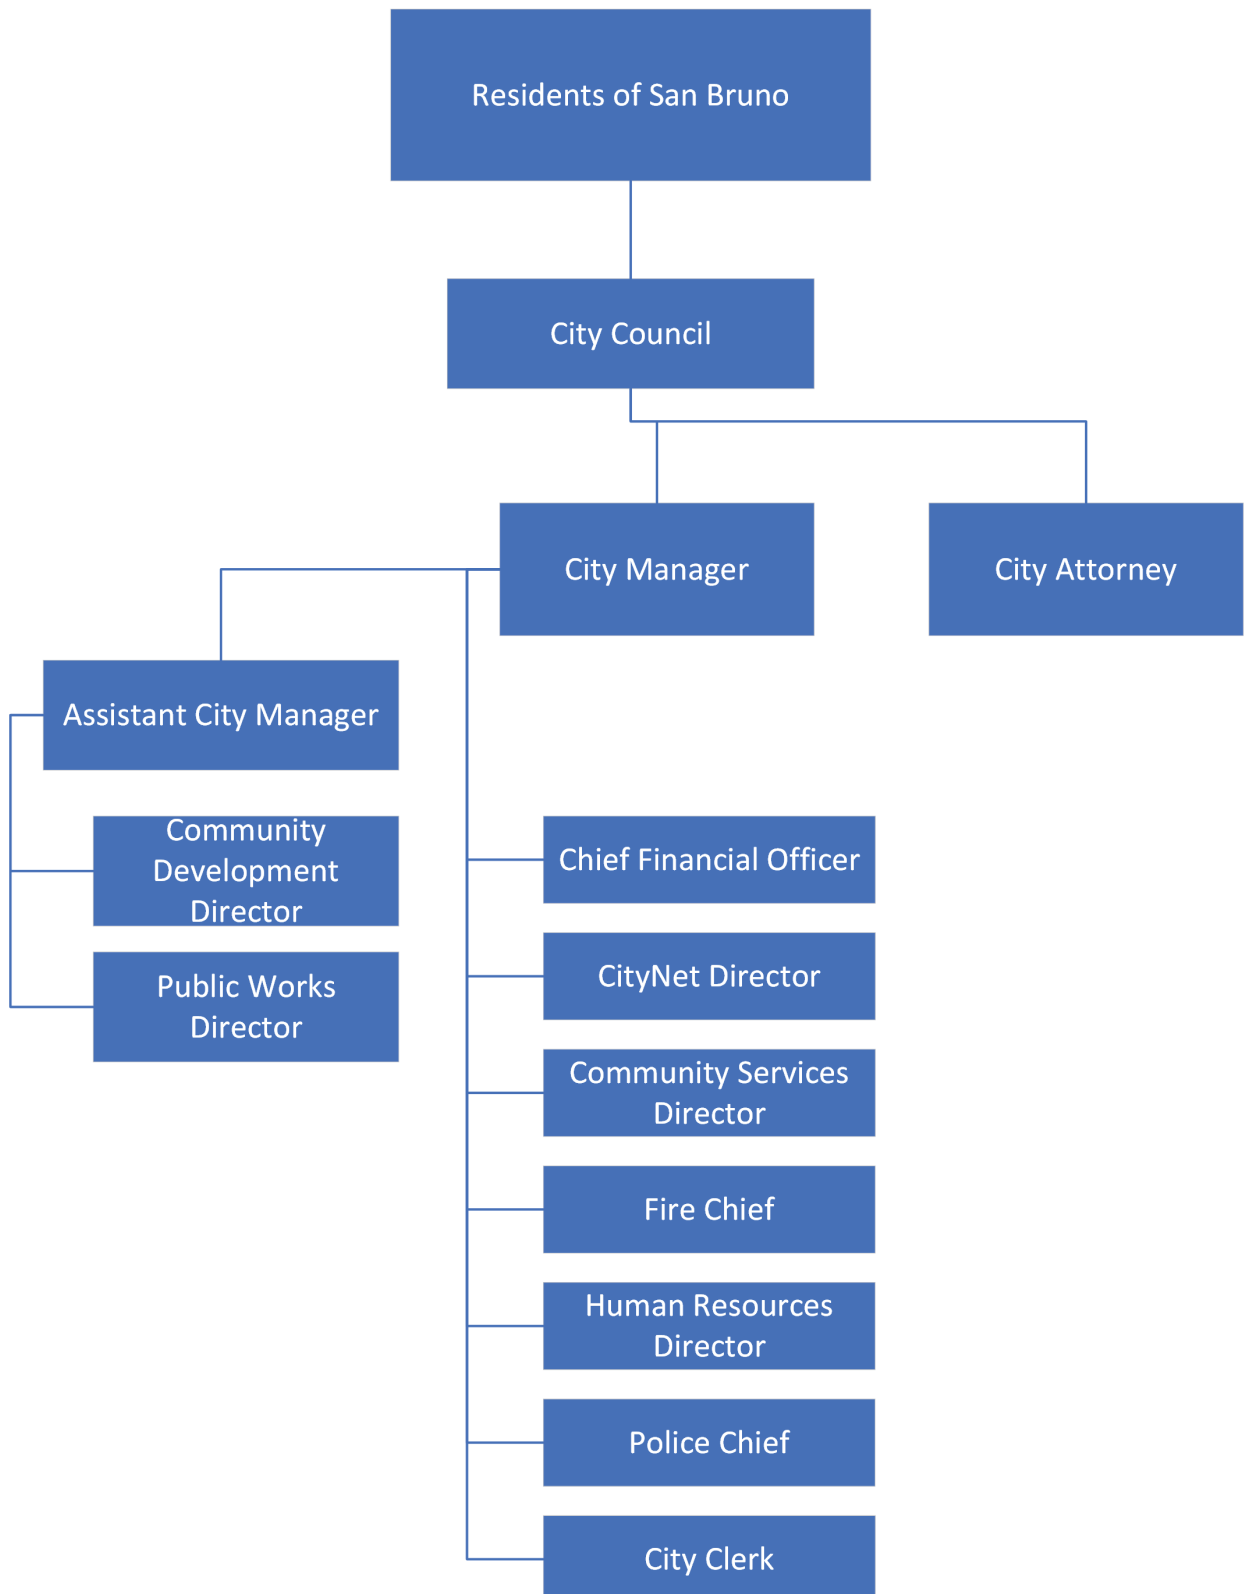 Residents of San Bruno
City Council
City Manager
City Attorney
Assistant City Manager
Community
Development
Director
Public Works
Director
Chief Financial Officer
CityNet Director
Community Services
Director
Fire Chief
Human Resources
Director
Police Chief
City Clerk